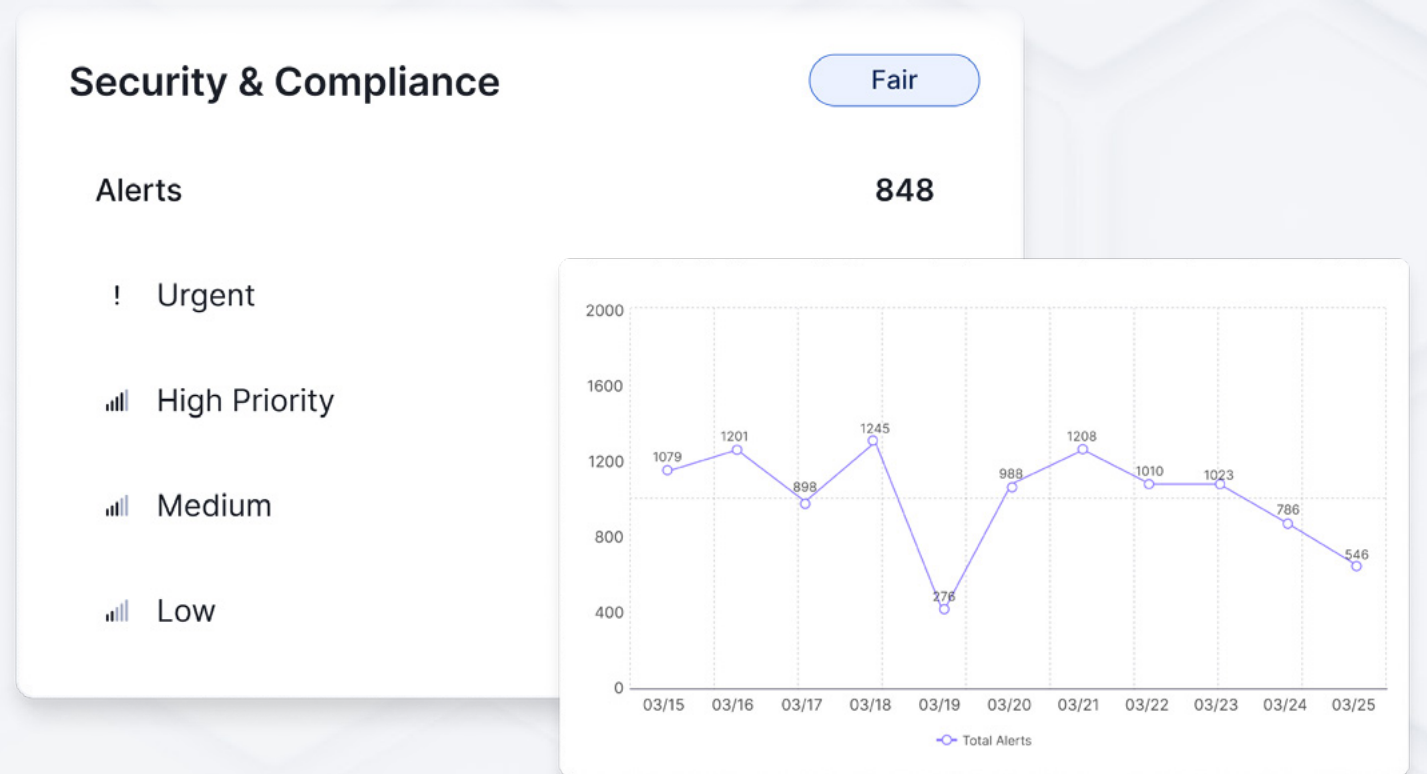 Security & Compliance
Fair
Alerts
848
! Urgent
High Priority
Medium
Low
2000
1600
1200
800
400
0
1079
1201
898
1245
276
988
1208
1010
1023
786
546
03/15 03/16 03/17 03/18 03/19 03/20 03/21 03/22 03/23 03/24 03/25
Total Alerts